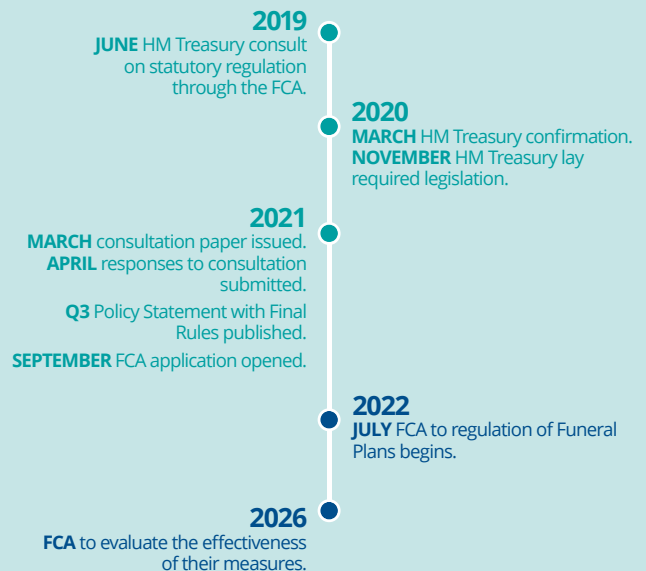 2019
JUNE HM Treasury consult
on statutory regulation
through the FCA.
2020
MARCH HM Treasury confirmation.
NOVEMBER HM Treasury lay
required legislation.
2021
MARCH consultation paper issued.
APRIL responses to consultation
submitted.
Q3 Policy Statement with Final
Rules published.
SEPTEMBER FCA application opened.
2022
JULY FCA to regulation of Funeral
Plans begins.
2026
FCA to evaluate the effectiveness
of their measures.